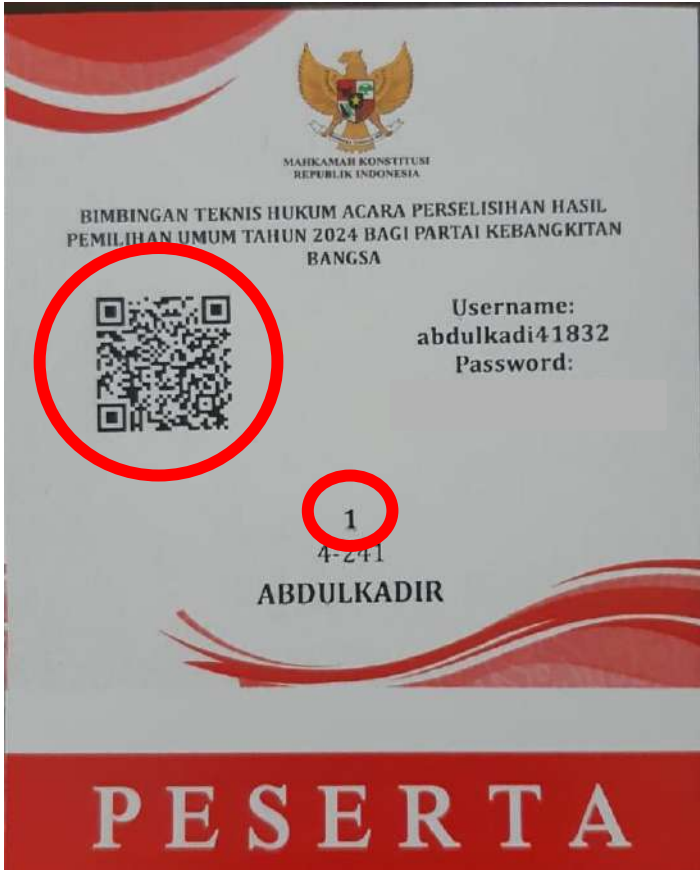 MAHKAMAH KONSTITUSI
REPUBLIK INDONESIA
BIMBINGAN TEKNIS HUKUM ACARA PERSELISIHAN HASIL
PEMILIHAN UMUM TAHUN 2024 BAGI PARTAI KEBANGKITAN
BANGSA
Username:
abdulkadi41832
Password:
1
4-241
ABDULKADIR
PESERTA